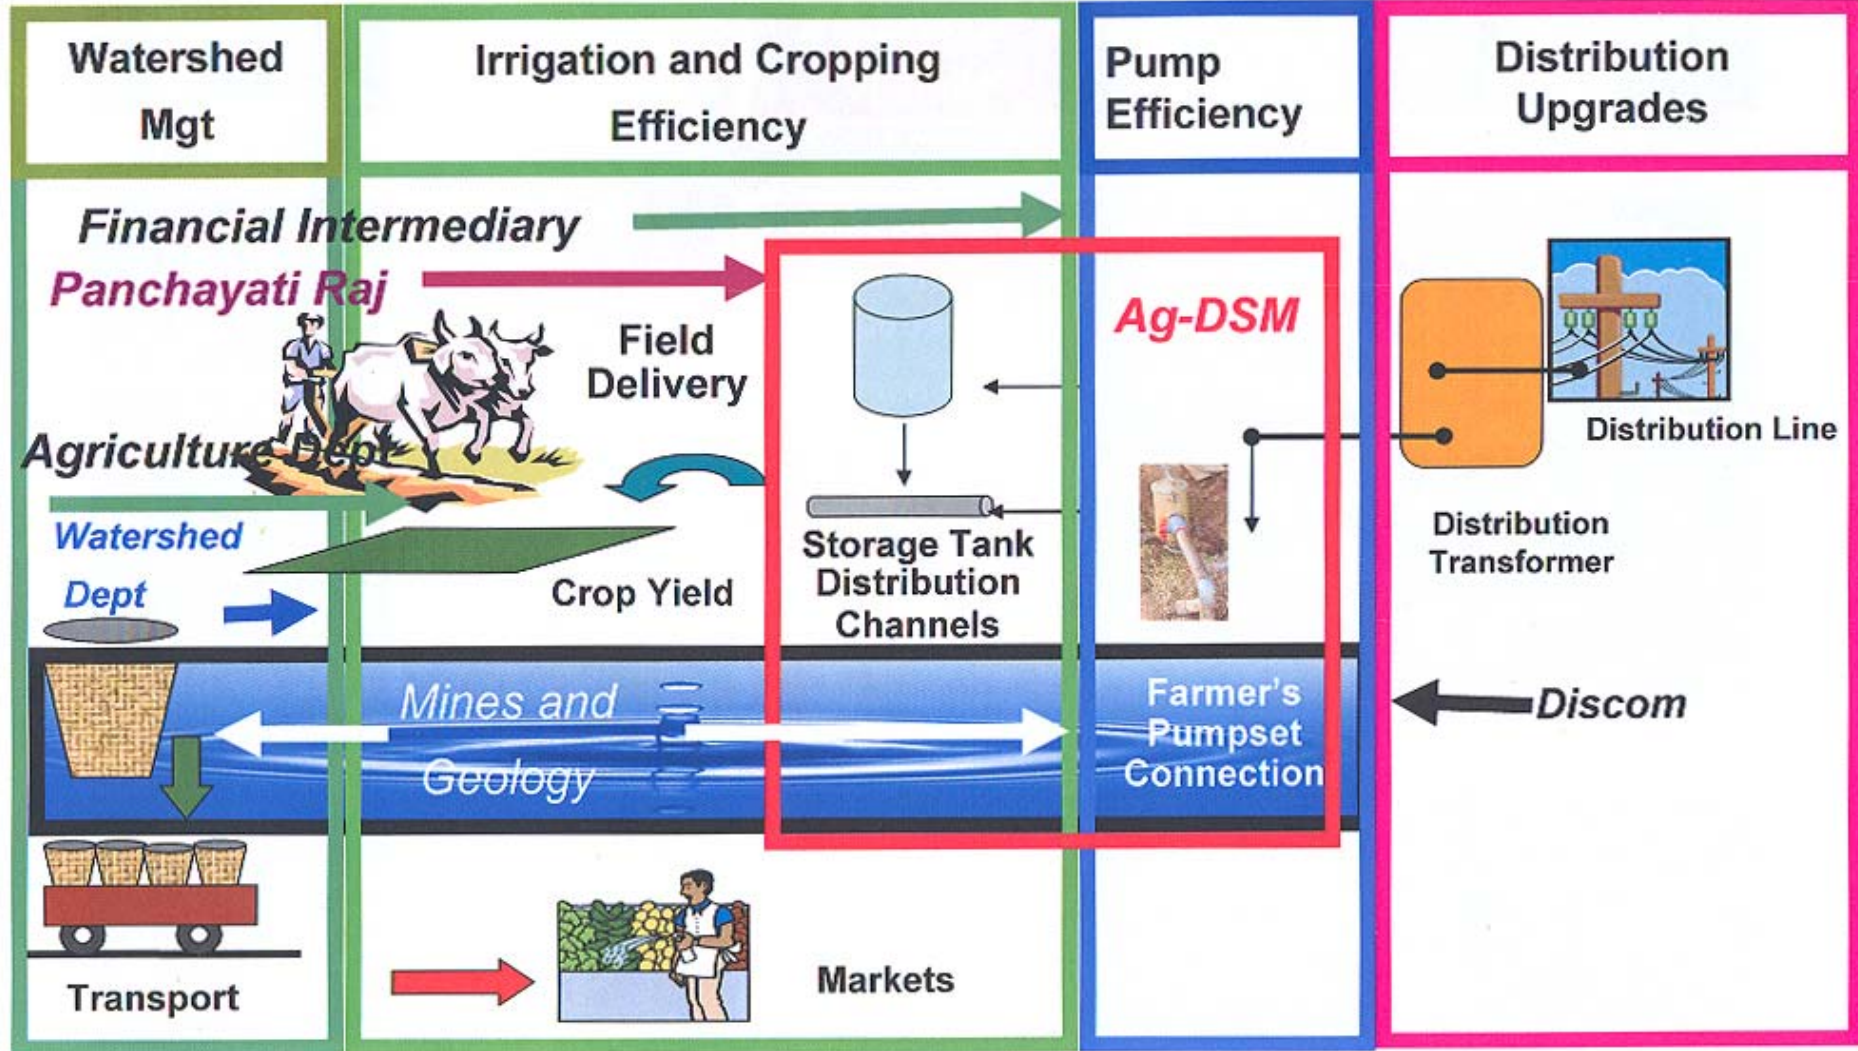 Watershed
Mgt
Irrigation and Cropping
Efficiency
Pump
Efficiency
Distribution
Upgrades
Financial Intermediary
Panchayati Raj
Field
Delivery
Ag-DSM
Agriculture Dept
Distribution Line
Watershed
Dept
Crop Yield
Storage Tank
Distribution
Channels
Distribution
Transformer
Mines and
Geology
Farmer's
Pumpset
Connection
Discom
Transport
Markets